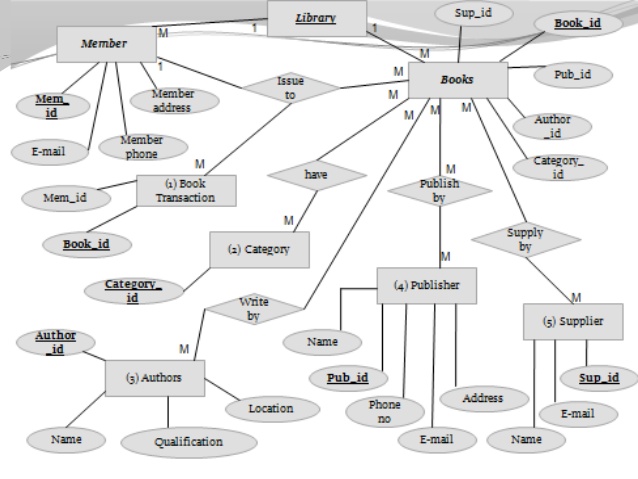 Library
Sup_id
Book_id
Member
M
1
1
M
Books
Pub_id
1
Issue
to
M
M
Mem_
id
Member
address
Author
_id
E-mail
Member
phone
M
M
M
Category_
id
Mem_id
(1) Book
Transaction
M
have
Publish
by
M
Book_id
(2) Category
M
Supply
by
M
Category_
id
Write
by
(4) Publisher
M
(5) Supplier
Name
Author
_id
M
(3) Authors
Pub_id
Sup_id
Location
Phone
no
Address
E-mail
Name
Qualification
E-mail
Name